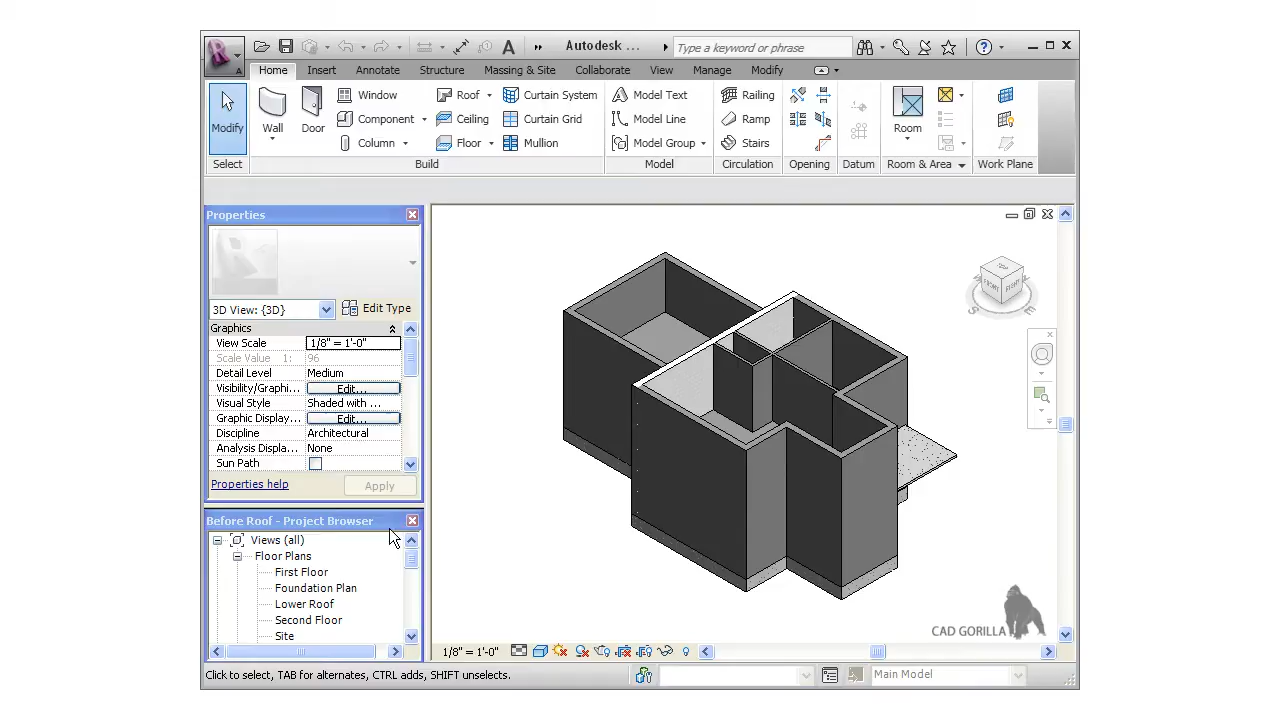 Autodesk ...
Type a keyword or phrase
Home Insert Annotate Structure Massing & Site Collaborate View Manage Modify
Modify
Wall
Door
Window
Component
Column
Roof
Ceiling
Floor
Curtain System
Curtain Grid
Mullion
Model Text
Model Line
Model Group
Railing
Ramp
Stairs
Room
Select Build Model Circulation Opening Datum Room & Area Work Plane
Properties
3D View: {3D}
Edit Type
Graphics
View Scale 1/8" = 1'-0"
Scale Value 1: 96
Detail Level Medium
Visibility/Graphi... Edit...
Visual Style Shaded with ...
Graphic Display... Edit...
Discipline Architectural
Analysis Displa... None
Sun Path
Properties help
Apply
Before Roof - Project Browser
Views (all)
Floor Plans
First Floor
Foundation Plan
Lower Roof
Second Floor
Site
TOP
FRONT
RIGHT
S
E
CAD GORILLA
1/8" = 1'-0"
Click to select, TAB for alternates, CTRL adds, SHIFT unselects.
Main Model